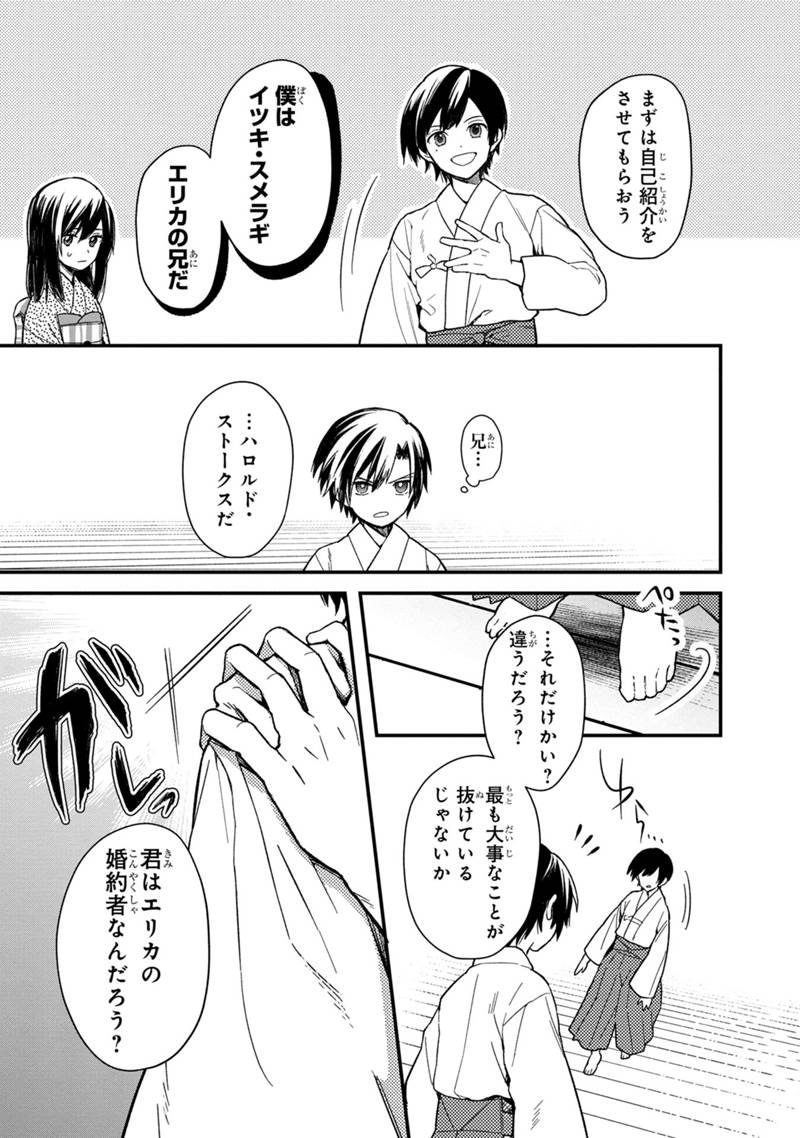 まずは自己紹介を
させてもらおう
僕は
イツキ・スメラギ
エリカの兄だ
兄…
…ハロルド・
ストークスだ
ペたっ
…それだけかい？
違うだろう？
最も大事なことが
抜けている
じゃないか
ゆら…
ガッ
君はエリカの
婚約者なんだろう？